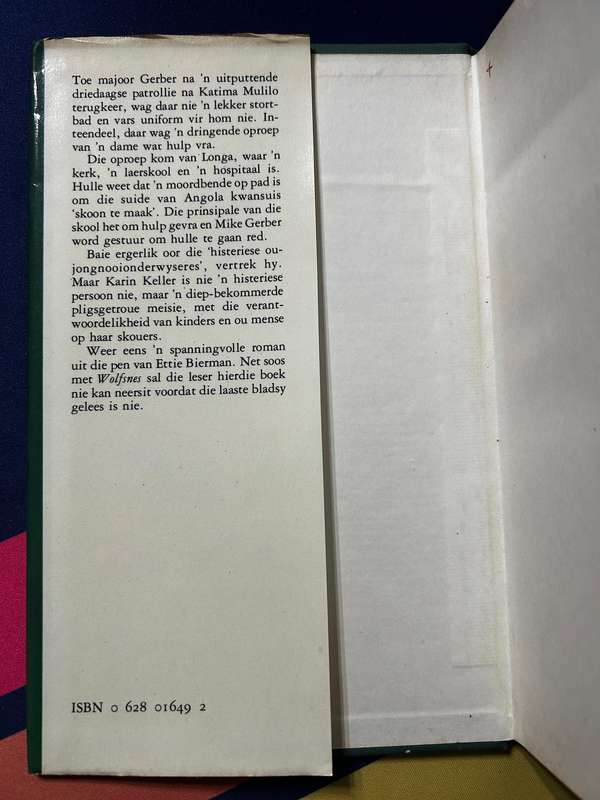 Toe majoor Gerber na 'n uitputtende
driedaagse patrollie na Katima Mulilo
terugkeer, wag daar nie 'n lekker stort-
bad en vars uniform vir hom nie. In-
teendeel, daar wag 'n dringende oproep
van 'n dame wat hulp vra.
Die oproep kom van Longa, waar 'n
kerk, 'n laerskool en 'n hospitaal is.
Hulle weet dat 'n moordbende op pad is
om die suide van Angola kwansuis
'skoon te maak'. Die prinsipale van die
skool het om hulp gevra en Mike Gerber
word gestuur om hulle te gaan red.
Baie ergerlik oor die 'histeriese ou-
jongnooionderwyseres', vertrek hy.
Maar Karin Keller is nie 'n histeriese
persoon nie, maar 'n diep-bekommerde
pligsgetroue meisie, met die verant-
woordelikheid van kinders en ou mense
op haar skouers.
Weer eens 'n spanningvolle roman
uit die pen van Ettie Bierman. Net soos
met Wolfsnes sal die leser hierdie boek
nie kan neersit voordat die laaste bladsy
gelees is nie.
ISBN 0 628 01649 2